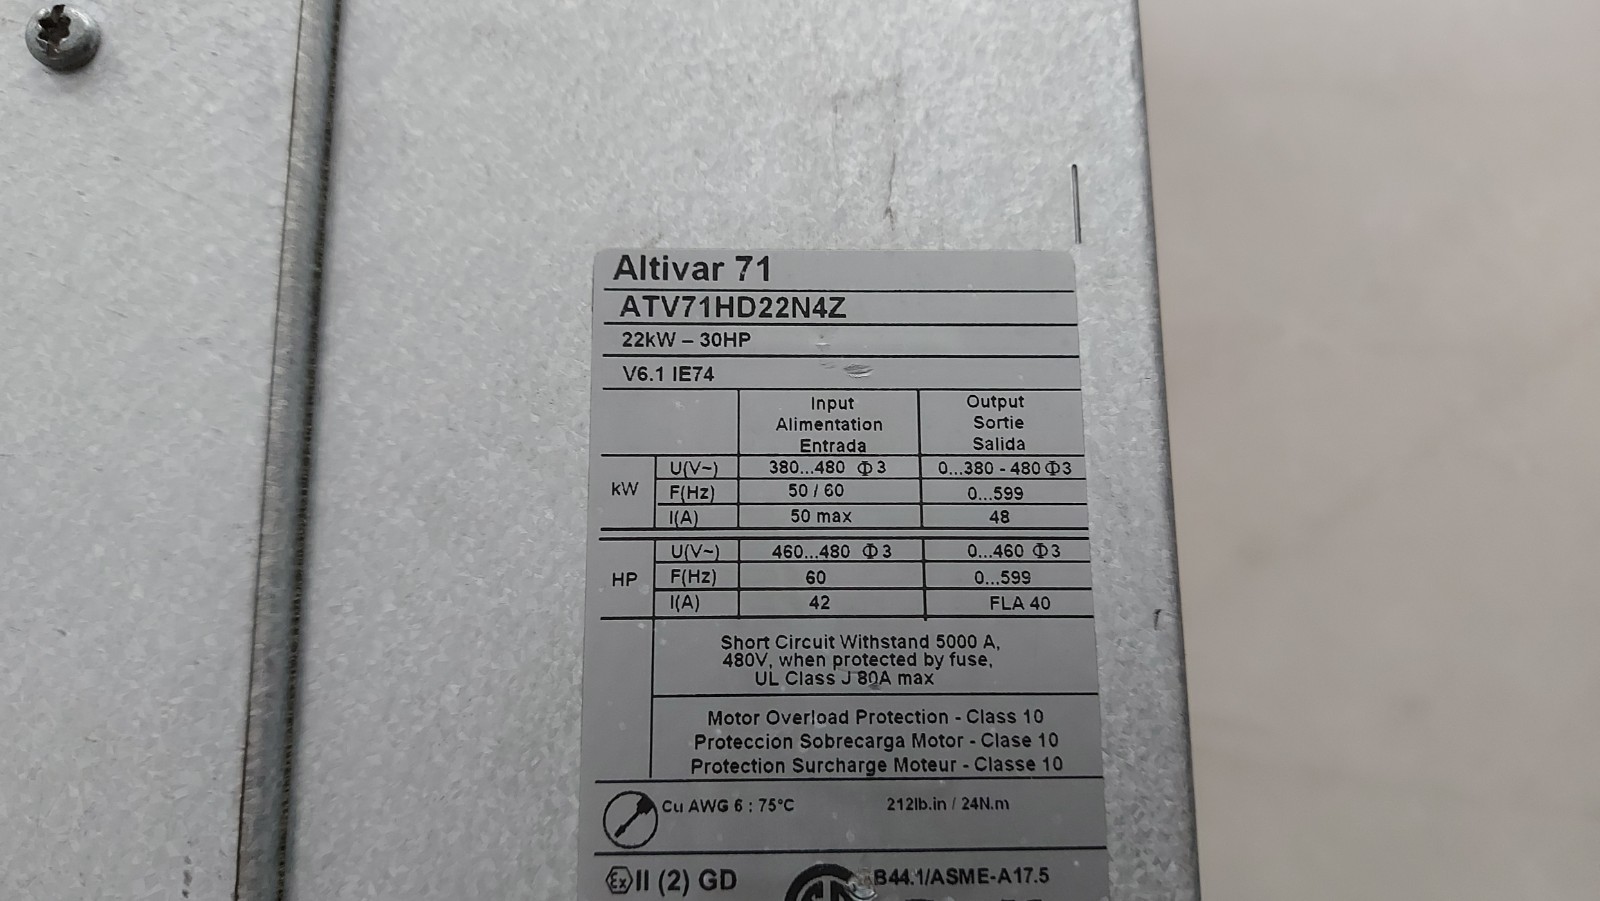 Altivar 71
ATV71HD22N4Z
22kW – 30HP
V6.1 IE74
Input Output
Alimentation Sortie
Entrada Salida
kW
U(V~) 380...480 Φ3 0...380 - 480 Φ3
F(Hz) 50 / 60 0...599
I(A) 50 max 48
HP
U(V~) 460...480 Φ3 0...460 Φ3
F(Hz) 60 0...599
I(A) 42 FLA 40
Short Circuit Withstand 5000 A,
480V, when protected by fuse,
UL Class J 80A max
Motor Overload Protection - Class 10
Proteccion Sobrecarga Motor - Clase 10
Protection Surcharge Moteur - Classe 10
Cu AWG 6 : 75°C 212lb.in / 24N.m
Ex II (2) GD B44.1/ASME-A17.5